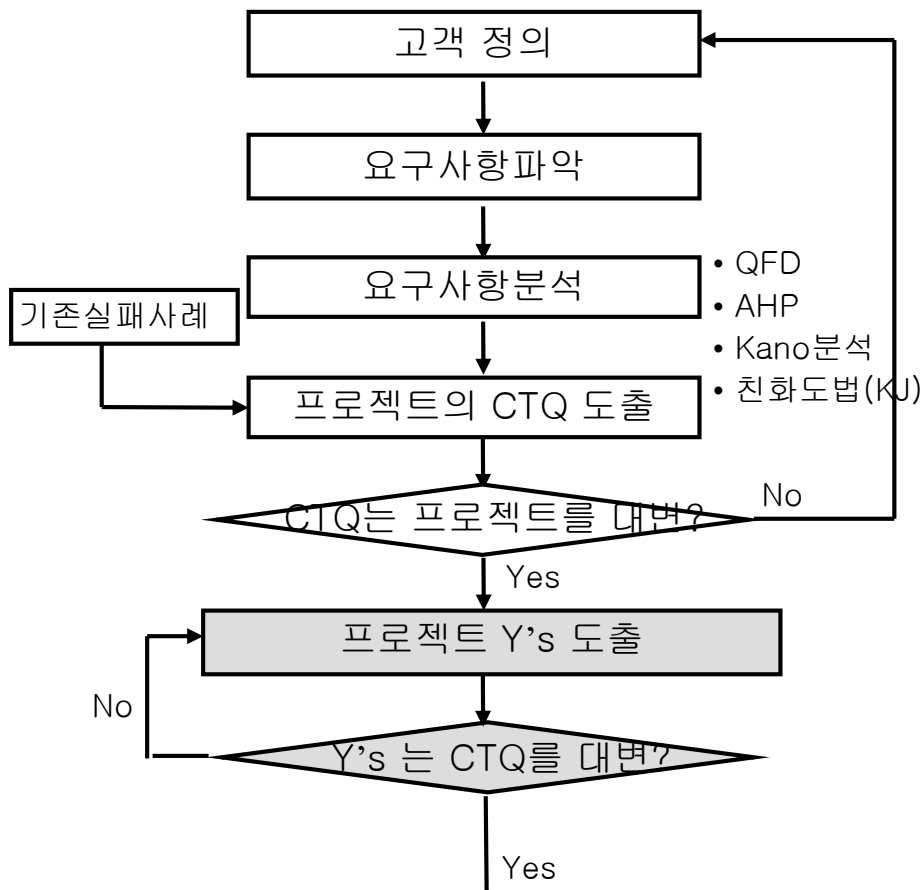 고객 정의
요구사항파악
요구사항분석
• QFD
• AHP
• Kano분석
• 친화도법(KJ)
기존실패사례
프로젝트의 CTQ 도출
CTQ는 프로젝트를 대변?
No
Yes
프로젝트 Y's 도출
No
Y's 는 CTQ를 대변?
Yes